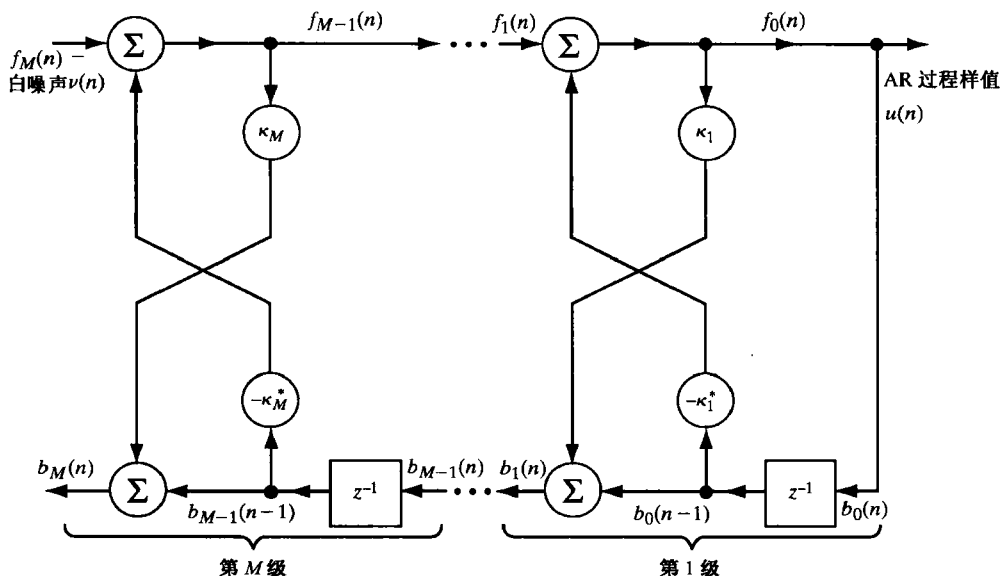 f_{M-1}(n)
f_1(n)
f_0(n)
Σ
Σ
f_M(n) =
白噪声ν(n)
AR 过程样值
u(n)
κ_M
κ_1
-κ_M^*
-κ_1^*
b_M(n)
b_{M-1}(n)
b_1(n)
Σ
z^{-1}
Σ
z^{-1}
b_{M-1}(n-1)
b_0(n-1)
b_0(n)
第 M 级
第 1 级